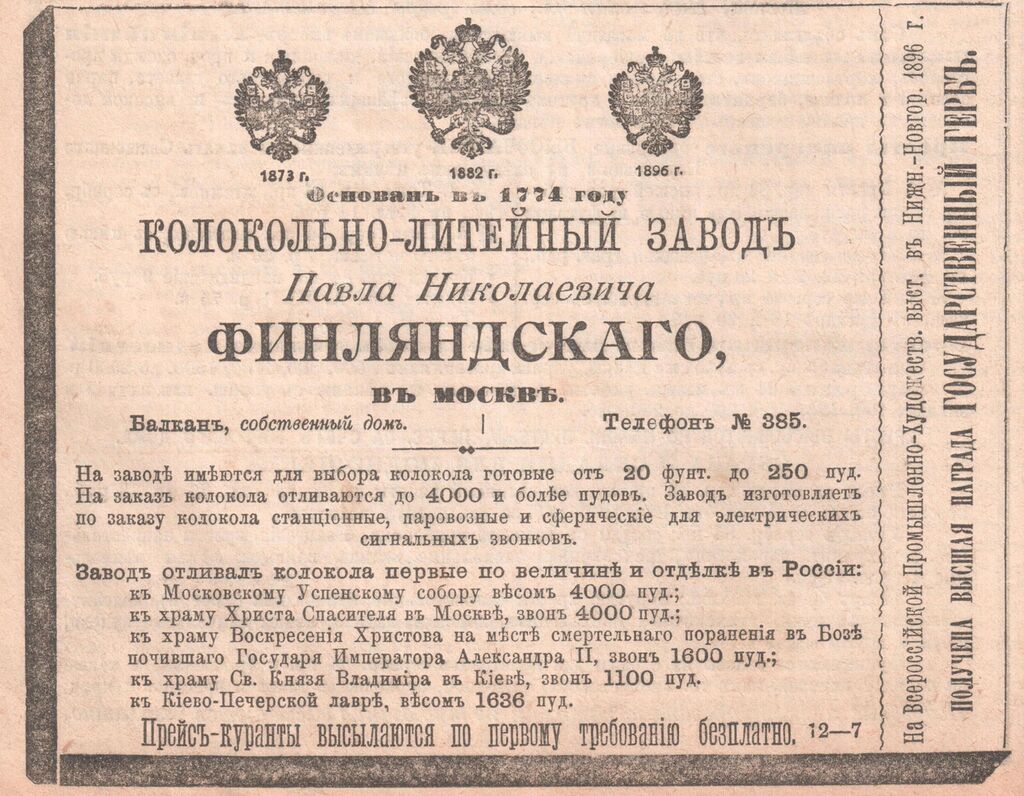 1873 г.
1882 г.
1896 г.
Основанъ въ 1774 году
КОЛОКОЛЬНО-ЛИТЕЙНЫЙ ЗАВОДЪ
Павла Николаевича
ФИНЛЯНДСКАГО,
ВЪ МОСКВѢ.
Балканъ, собственный домъ. | Телефонъ № 385.
На заводѣ имѣются для выбора колокола готовые отъ 20 фунт. до 250 пуд.
На заказъ колокола отливаются до 4000 и болѣе пудовъ. Заводъ изготовляетъ
по заказу колокола станціонные, паровозные и сферическіе для электрическихъ
сигнальныхъ звонковъ.
Заводъ отливалъ колокола первые по величинѣ и отдѣлкѣ въ Россіи:
къ Московскому Успенскому собору вѣсомъ 4000 пуд.;
къ храму Христа Спасителя въ Москвѣ, звонъ 4000 пуд.;
къ храму Воскресенія Христова на мѣстѣ смертельнаго пораненія въ Бозѣ
почившаго Государя Императора Александра II, звонъ 1600 пуд.;
къ храму Св. Князя Владиміра въ Кіевѣ, звонъ 1100 пуд.
къ Кіево-Печерской лаврѣ, вѣсомъ 1636 пуд.
Прейсъ-куранты высылаются по первому требованію безплатно. 12—7
На Всероссійской Промышленно-Художеств. выст. въ Нижн.-Новгор. 1896 г.
ПОЛУЧЕНА ВЫСШАЯ НАГРАДА ГОСУДАРСТВЕННЫЙ ГЕРБЪ.